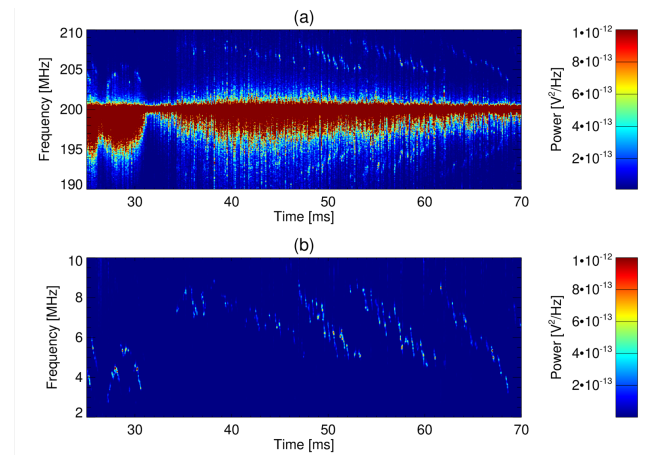 (a)
210
205
200
195
190
Frequency [MHz]
30 40 50 60 70
Time [ms]
1•10-12
8•10-13
6•10-13
4•10-13
2•10-13
Power [V2/Hz]
(b)
10
8
6
4
2
Frequency [MHz]
30 40 50 60 70
Time [ms]
1•10-12
8•10-13
6•10-13
4•10-13
2•10-13
Power [V2/Hz]